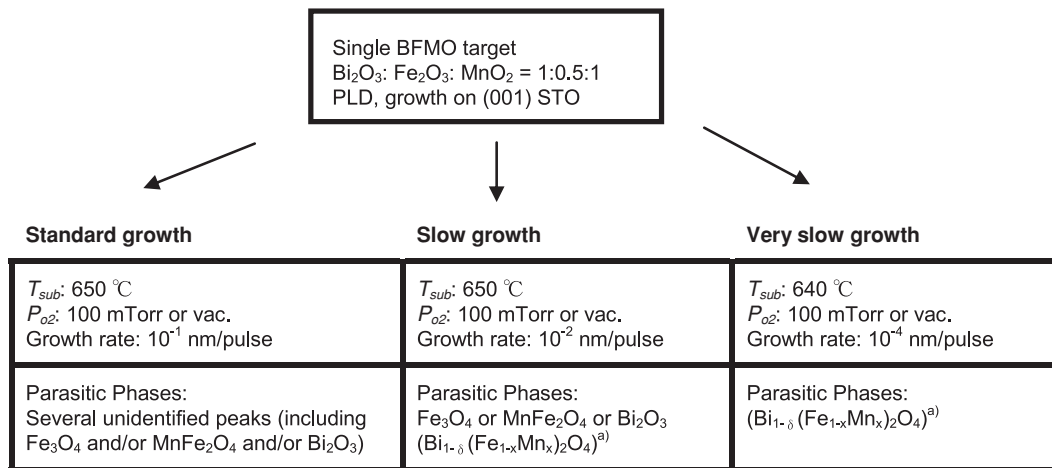 Single BFMO target
Bi₂O₃: Fe₂O₃: MnO₂ = 1:0.5:1
PLD, growth on (001) STO
Standard growth
T_sub: 650 ℃
P_o2: 100 mTorr or vac.
Growth rate: 10⁻¹ nm/pulse
Parasitic Phases:
Several unidentified peaks (including
Fe₃O₄ and/or MnFe₂O₄ and/or Bi₂O₃)
Slow growth
T_sub: 650 ℃
P_o2: 100 mTorr or vac.
Growth rate: 10⁻² nm/pulse
Parasitic Phases:
Fe₃O₄ or MnFe₂O₄ or Bi₂O₃
(Bi₁₋δ (Fe₁₋ₓMnₓ)₂O₄)ᵃ⁾
Very slow growth
T_sub: 640 ℃
P_o2: 100 mTorr or vac.
Growth rate: 10⁻⁴ nm/pulse
Parasitic Phases:
(Bi₁₋δ (Fe₁₋ₓMnₓ)₂O₄)ᵃ⁾